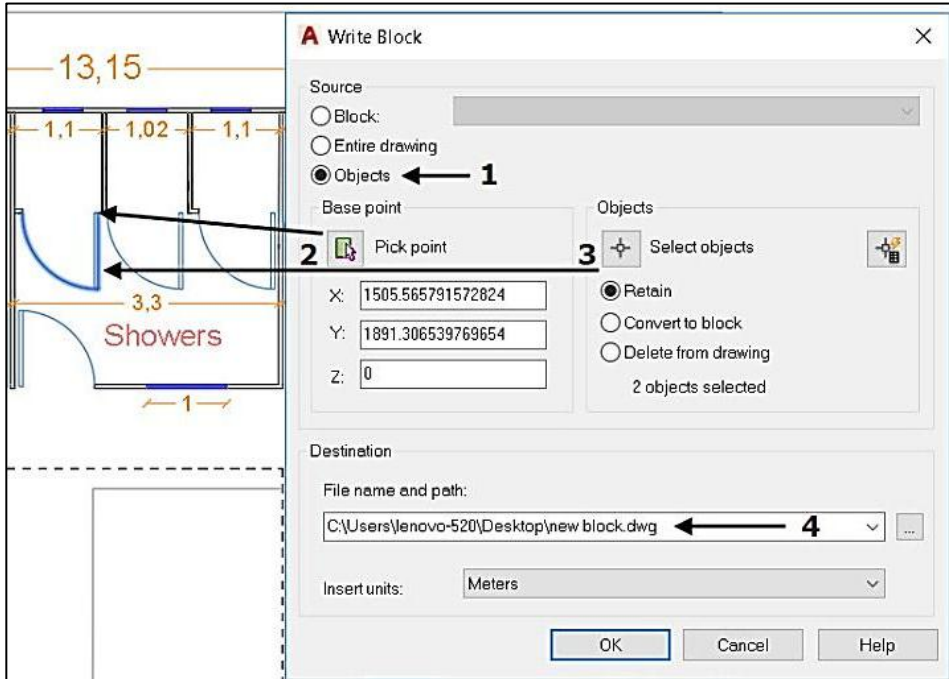 13,15
1,1 1,02 1,1
3,3
Showers
1
A Write Block
Source
Block:
Entire drawing
Objects 1
Base point
2 Pick point
X: 1505.565791572824
Y: 1891.306539769654
Z: 0
Objects
3 Select objects
Retain
Convert to block
Delete from drawing
2 objects selected
Destination
File name and path:
C:\Users\lenovo-520\Desktop\new block.dwg 4
...
Insert units: Meters
OK Cancel Help